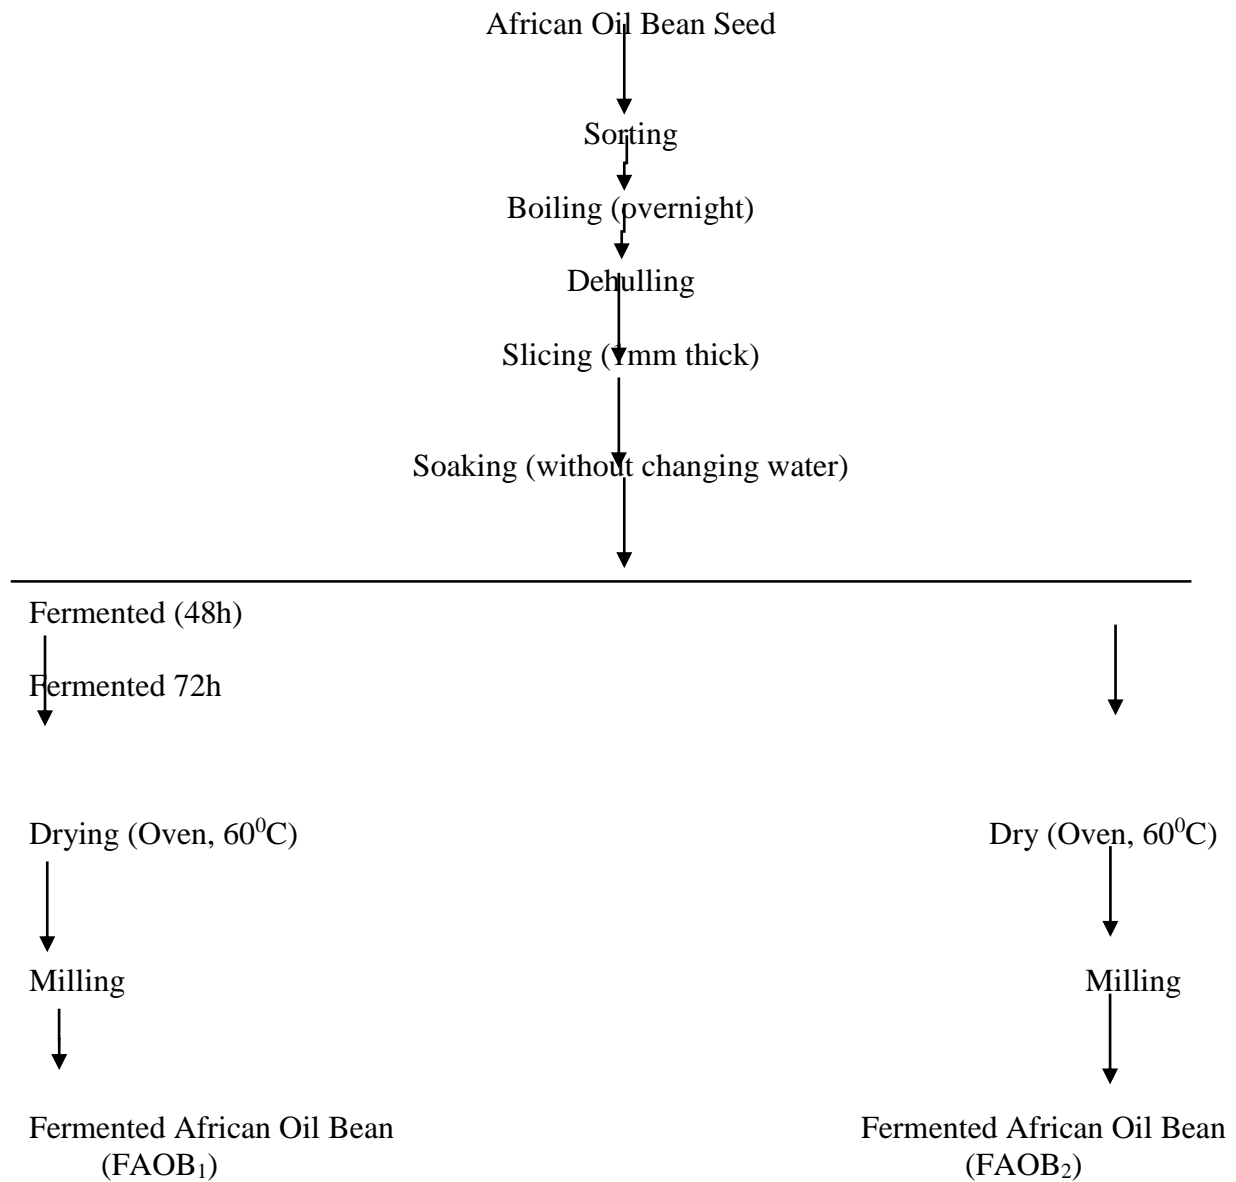 African Oil Bean Seed
Sorting
Boiling (overnight)
Dehulling
Slicing (1mm thick)
Soaking (without changing water)
Fermented (48h)
Fermented 72h
Drying (Oven, 60⁰C) Dry (Oven, 60⁰C)
Milling Milling
Fermented African Oil Bean Fermented African Oil Bean
(FAOB₁) (FAOB₂)